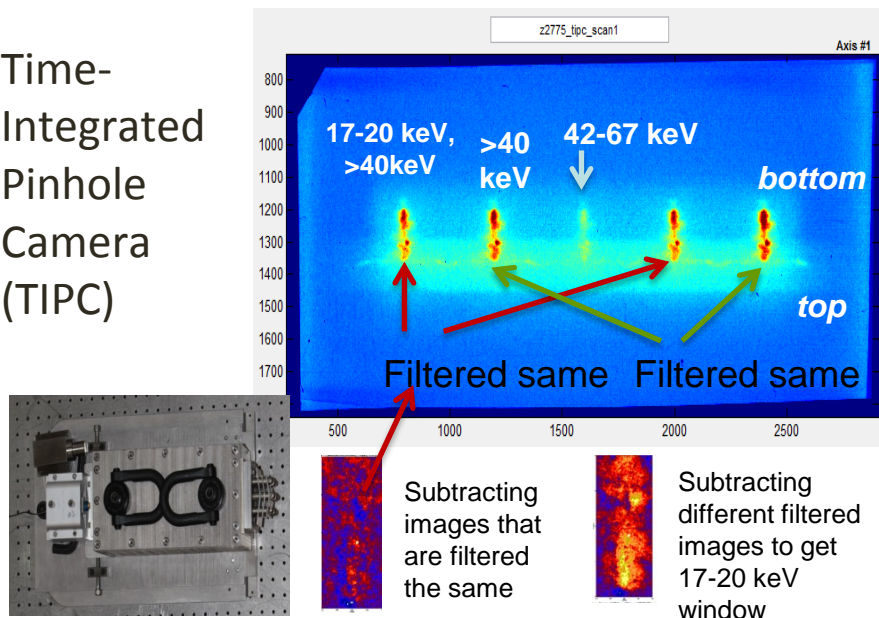 Time-
Integrated
Pinhole
Camera
(TIPC)
z2775_tipc_scan1
Axis #1
800
900
1000
1100
1200
1300
1400
1500
1600
1700
17-20 keV,
>40keV
>40
keV
42-67 keV
bottom
top
Filtered same
Filtered same
500
1000
1500
2000
2500
Subtracting
images that
are filtered
the same
Subtracting
different filtered
images to get
17-20 keV
window